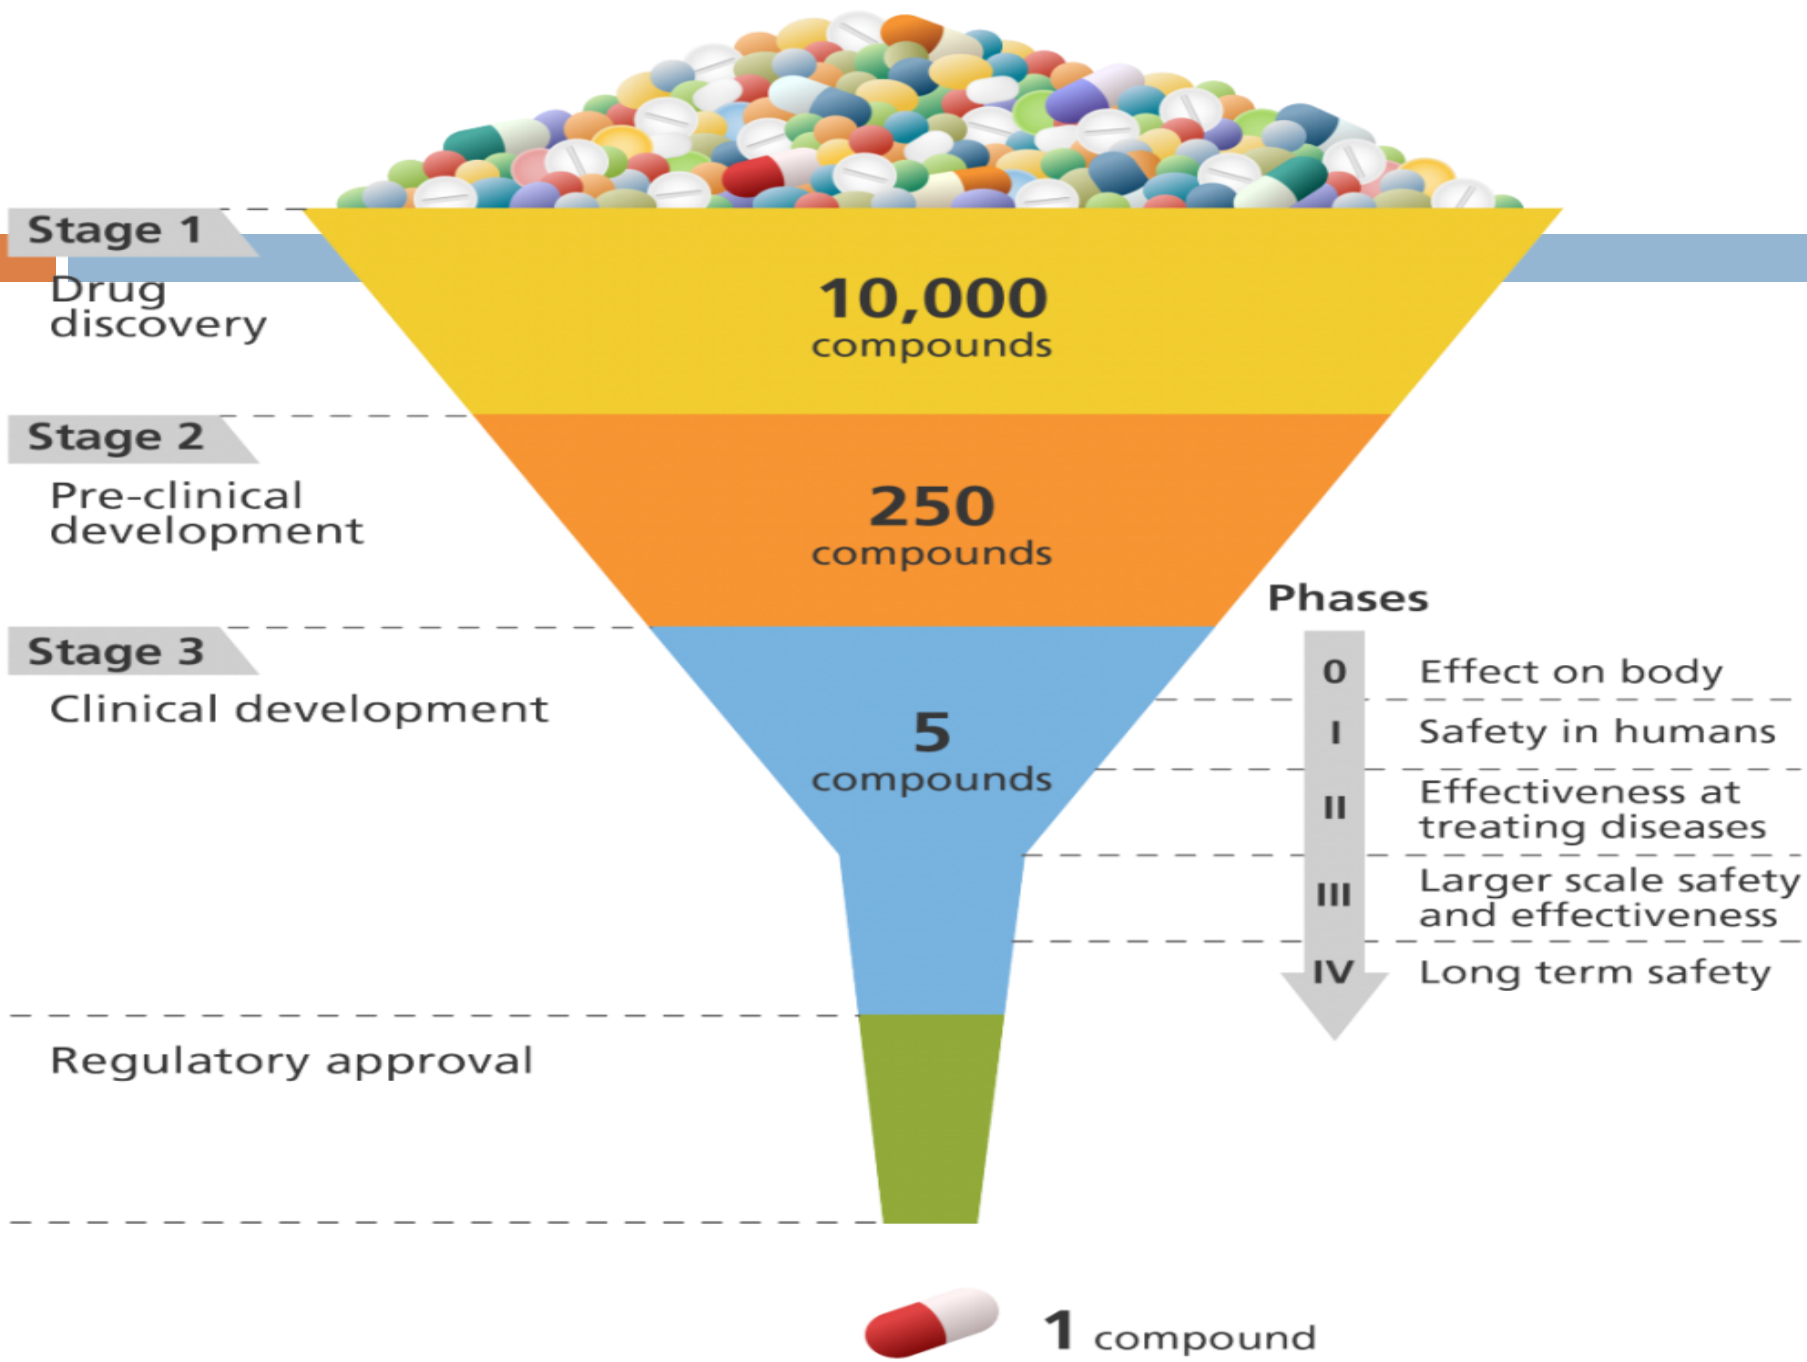 Stage 1
Drug
discovery
10,000
compounds
Stage 2
Pre-clinical
development
250
compounds
Stage 3
Clinical development
5
compounds
Phases
0 Effect on body
I Safety in humans
II Effectiveness at
treating diseases
III Larger scale safety
and effectiveness
IV Long term safety
Regulatory approval
1 compound